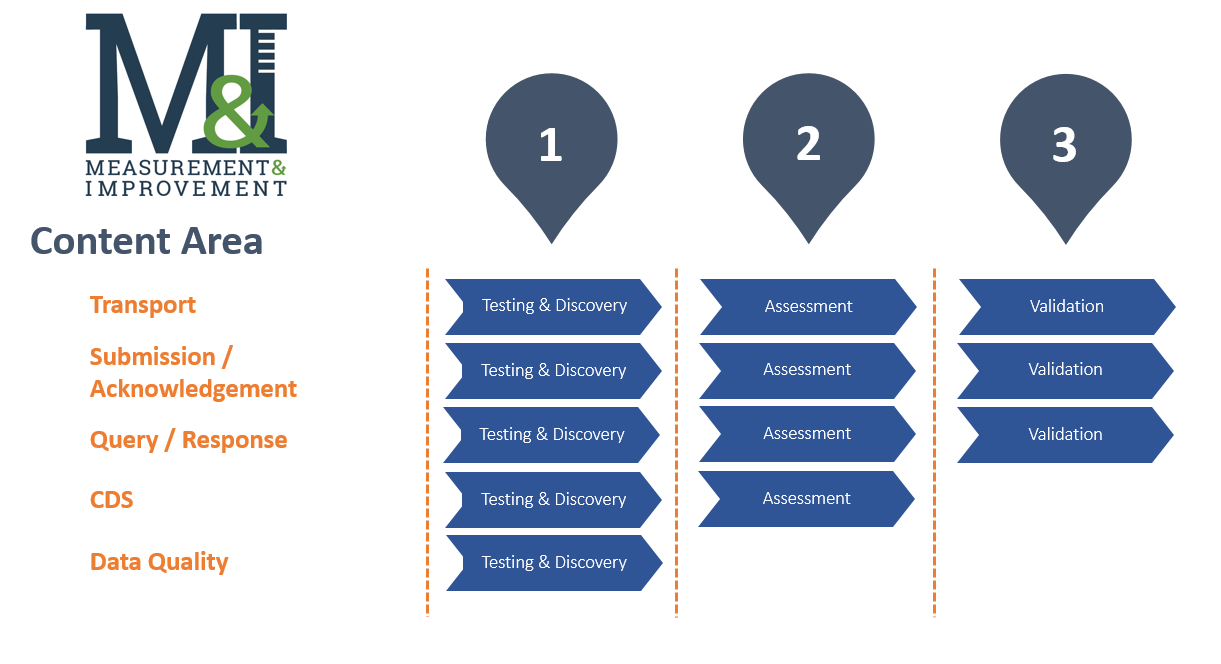 M&I
MEASUREMENT&
IMPROVEMENT
1
2
3
Content Area
Transport
Testing & Discovery
Assessment
Validation
Submission /
Acknowledgement
Testing & Discovery
Assessment
Validation
Query / Response
Testing & Discovery
Assessment
Validation
CDS
Testing & Discovery
Assessment
Data Quality
Testing & Discovery